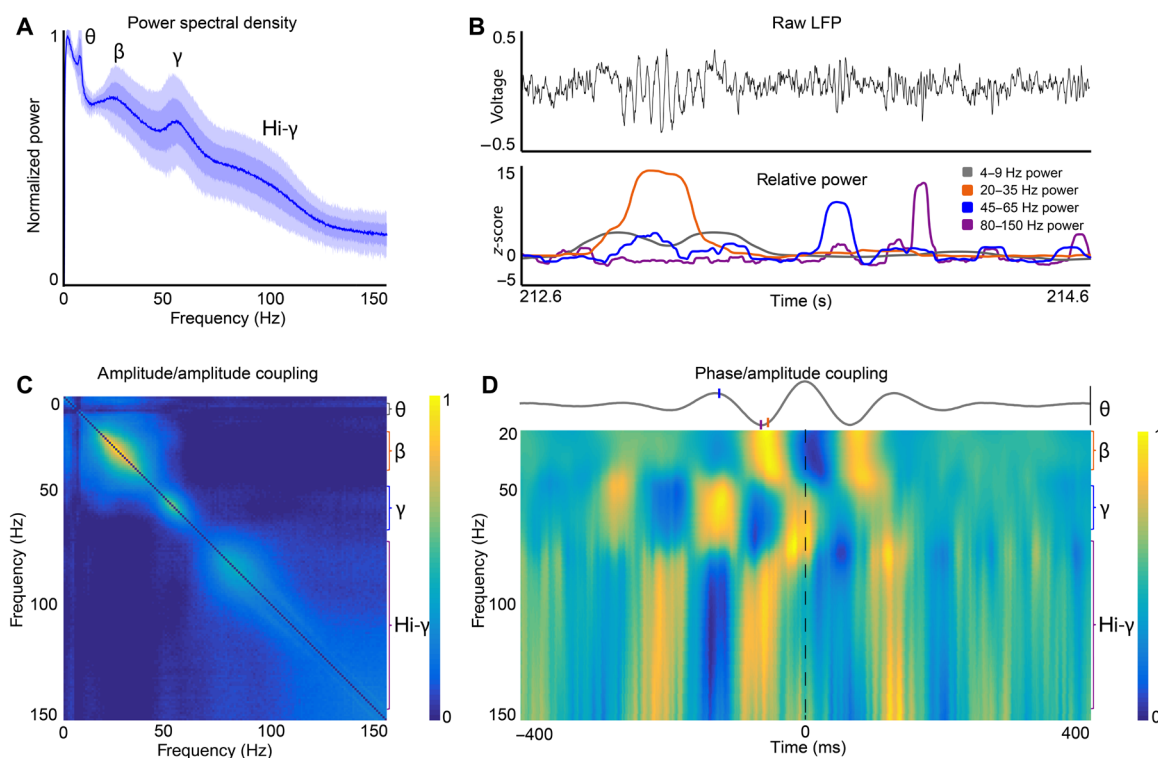 A
Power spectral density
1
θ
β
γ
Hi-γ
Normalized power
0
0
50
100
150
Frequency (Hz)
B
Raw LFP
0.5
Voltage
−0.5
15
Relative power
4–9 Hz power
20–35 Hz power
45–65 Hz power
80–150 Hz power
z-score
0
−5
212.6
Time (s)
214.6
C
Amplitude/amplitude coupling
0
50
100
150
Frequency (Hz)
0
50
100
150
Frequency (Hz)
θ
β
γ
Hi-γ
1
0
D
Phase/amplitude coupling
θ
20
50
100
150
Frequency (Hz)
−400
0
400
Time (ms)
β
γ
Hi-γ
1
0